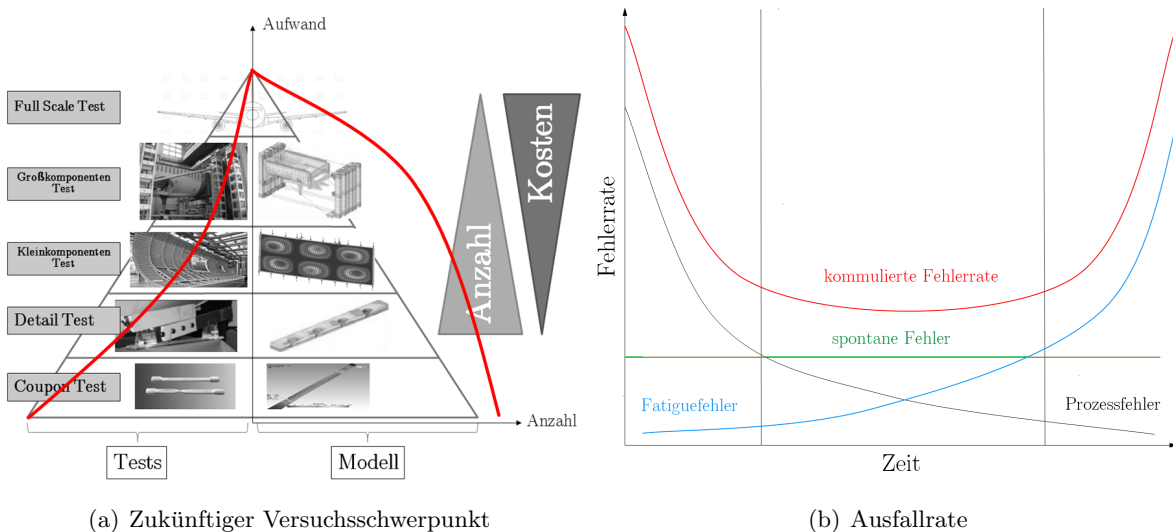 Aufwand
Full Scale Test
Großkomponenten
Test
Kleinkomponenten
Test
Detail Test
Coupon Test
Anzahl
Kosten
Anzahl
Tests
Modell
(a) Zukünftiger Versuchsschwerpunkt
Fehlerrate
kommulierte Fehlerrate
spontane Fehler
Fatiguefehler
Prozessfehler
Zeit
(b) Ausfallrate